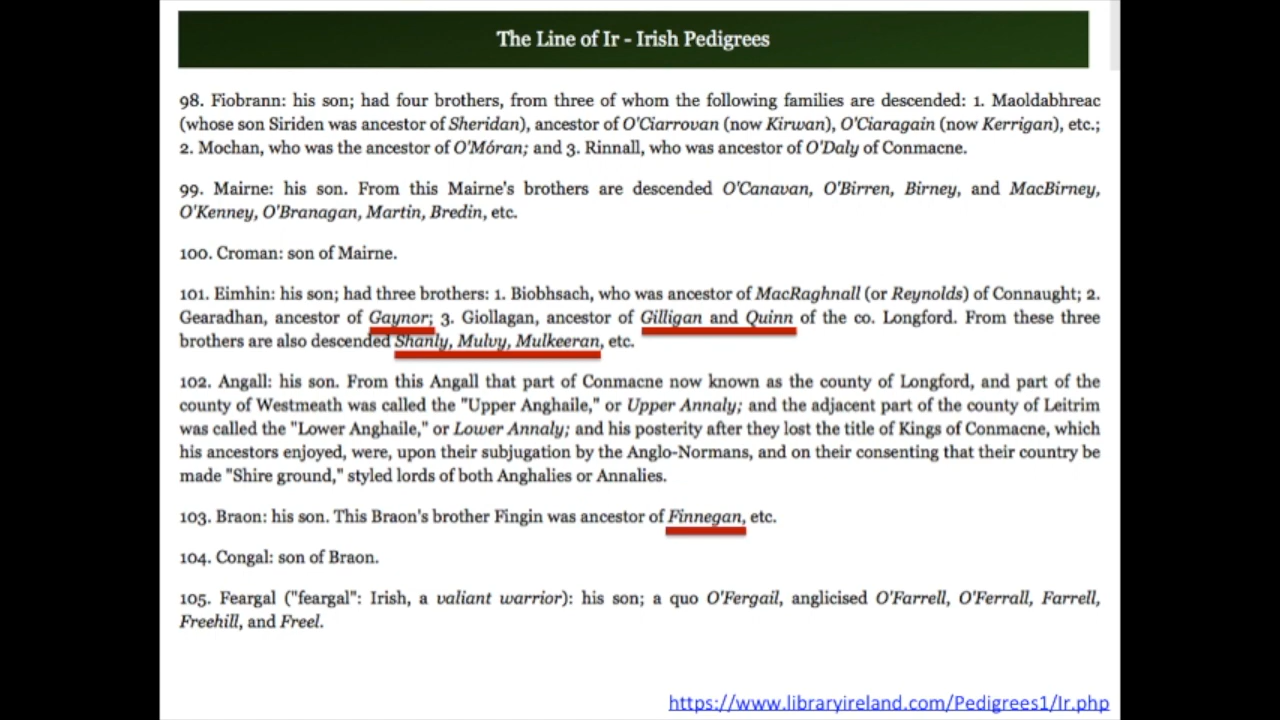 The Line of Ir - Irish Pedigrees
98. Fiobrann: his son; had four brothers, from three of whom the following families are descended: 1. Maoldabhreac
(whose son Siriden was ancestor of Sheridan), ancestor of O'Ciarrovan (now Kirwan), O'Ciaragain (now Kerrigan), etc.;
2. Mochan, who was the ancestor of O'Móran; and 3. Rinnall, who was ancestor of O'Daly of Conmacne.
99. Mairne: his son. From this Mairne's brothers are descended O'Canavan, O'Birren, Birney, and MacBirney,
O'Kenney, O'Branagan, Martin, Bredin, etc.
100. Croman: son of Mairne.
101. Eimhin: his son; had three brothers: 1. Biobhsach, who was ancestor of MacRaghnall (or Reynolds) of Connaught; 2.
Gearadhan, ancestor of Gaynor; 3. Giollagan, ancestor of Gilligan and Quinn of the co. Longford. From these three
brothers are also descended Shanly, Mulvy, Mulkeeran, etc.
102. Angall: his son. From this Angall that part of Conmacne now known as the county of Longford, and part of the
county of Westmeath was called the "Upper Anghaile," or Upper Annaly; and the adjacent part of the county of Leitrim
was called the "Lower Anghaile," or Lower Annaly; and his posterity after they lost the title of Kings of Conmacne, which
his ancestors enjoyed, were, upon their subjugation by the Anglo-Normans, and on their consenting that their country be
made "Shire ground," styled lords of both Anghalies or Annalies.
103. Braon: his son. This Braon's brother Fingin was ancestor of Finnegan, etc.
104. Congal: son of Braon.
105. Feargal ("feargal": Irish, a valiant warrior): his son; a quo O'Fergail, anglicised O'Farrell, O'Ferrall, Farrell,
Freehill, and Freel.
https://www.libraryireland.com/Pedigrees1/Ir.php